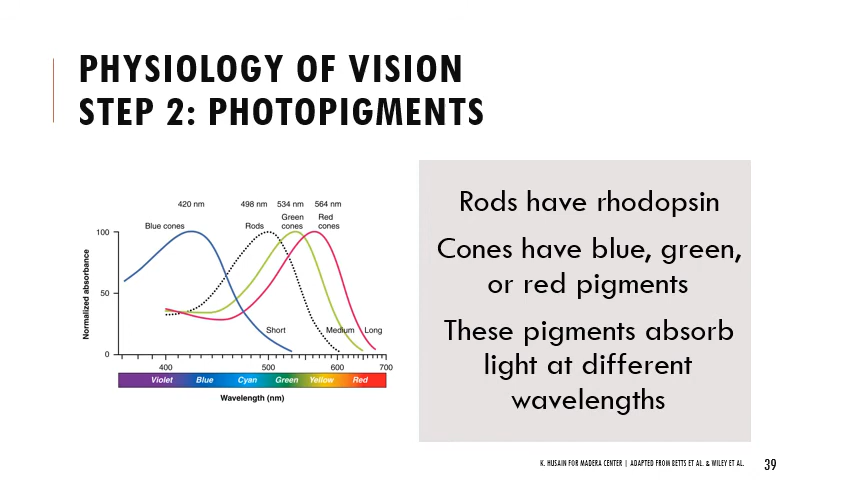 PHYSIOLOGY OF VISION
STEP 2: PHOTOPIGMENTS
420 nm 498 nm 534 nm 564 nm
Blue cones Rods Green cones Red cones
Normalized absorbance
100
50
0
Short Medium Long
400 500 600 700
Violet Blue Cyan Green Yellow Red
Wavelength (nm)
Rods have rhodopsin
Cones have blue, green,
or red pigments
These pigments absorb
light at different
wavelengths
K. HUSAIN FOR MADERA CENTER | ADAPTED FROM BETTS ET AL. & WILEY ET AL. 39